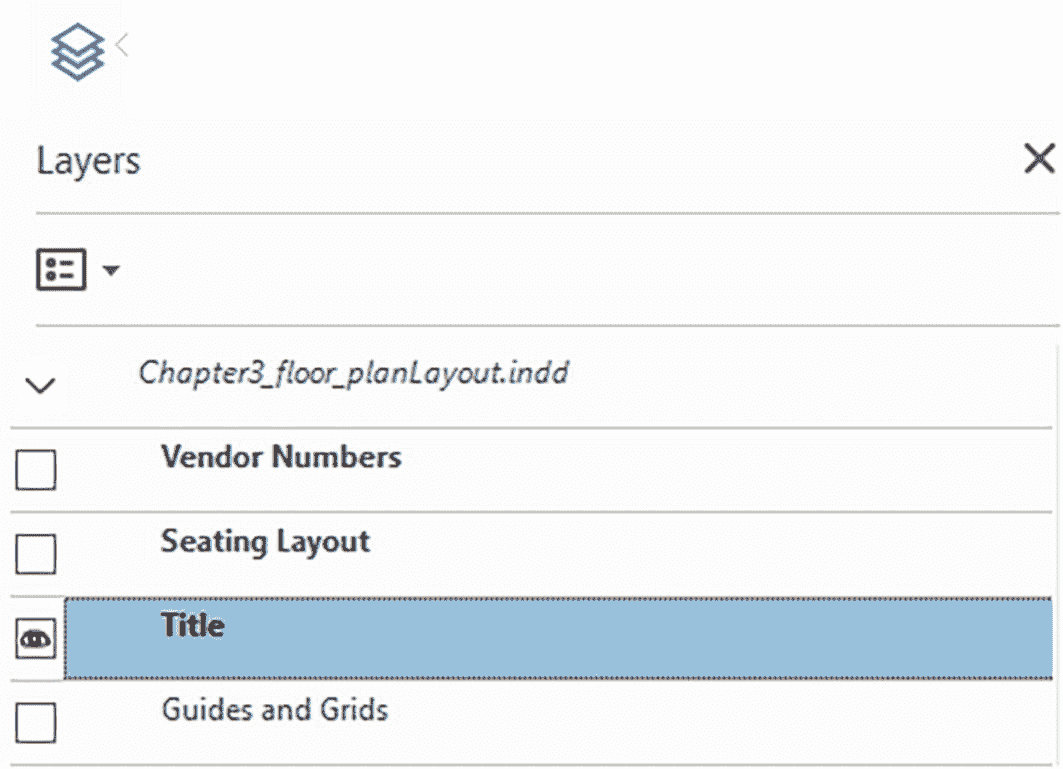 Layers
Chapter3_floor_planLayout.indd
Vendor Numbers
Seating Layout
Title
Guides and Grids